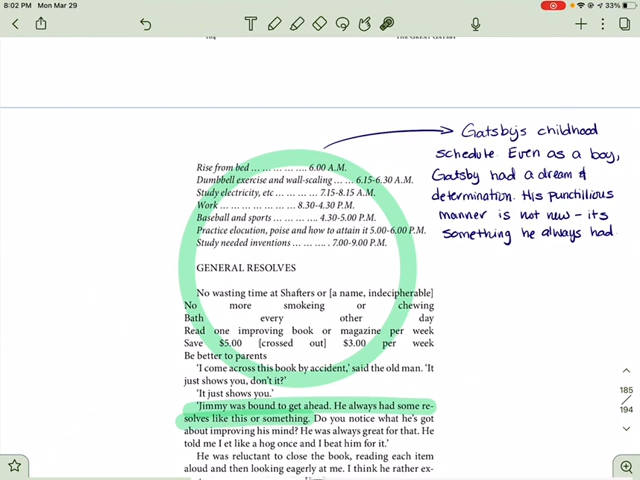 8:02 PM Mon Mar 29
33%
THE GREAT GATSBY
Gatsby's childhood
schedule. Even as a boy,
Gatsby had a dream &
determination. His punctillious
manner is not new - its
something he always had.
Rise from bed … … … … …. 6.00 A.M.
Dumbbell exercise and wall-scaling … … 6.15-6.30 A.M.
Study electricity, etc … … … … 7.15-8.15 A.M.
Work … … … … … … … 8.30-4.30 P.M.
Baseball and sports … … … …. 4.30-5.00 P.M.
Practice elocution, poise and how to attain it 5.00-6.00 P.M.
Study needed inventions … … … .. 7.00-9.00 P.M.
GENERAL RESOLVES
No wasting time at Shafters or [a name, indecipherable]
No more smokeing or chewing
Bath every other day
Read one improving book or magazine per week
Save $5.00 [crossed out] $3.00 per week
Be better to parents
'I come across this book by accident,' said the old man. 'It
just shows you, don't it?'
'It just shows you.'
'Jimmy was bound to get ahead. He always had some re-
solves like this or something. Do you notice what he's got
about improving his mind? He was always great for that. He
told me I et like a hog once and I beat him for it.'
He was reluctant to close the book, reading each item
aloud and then looking eagerly at me. I think he rather ex-
185
194